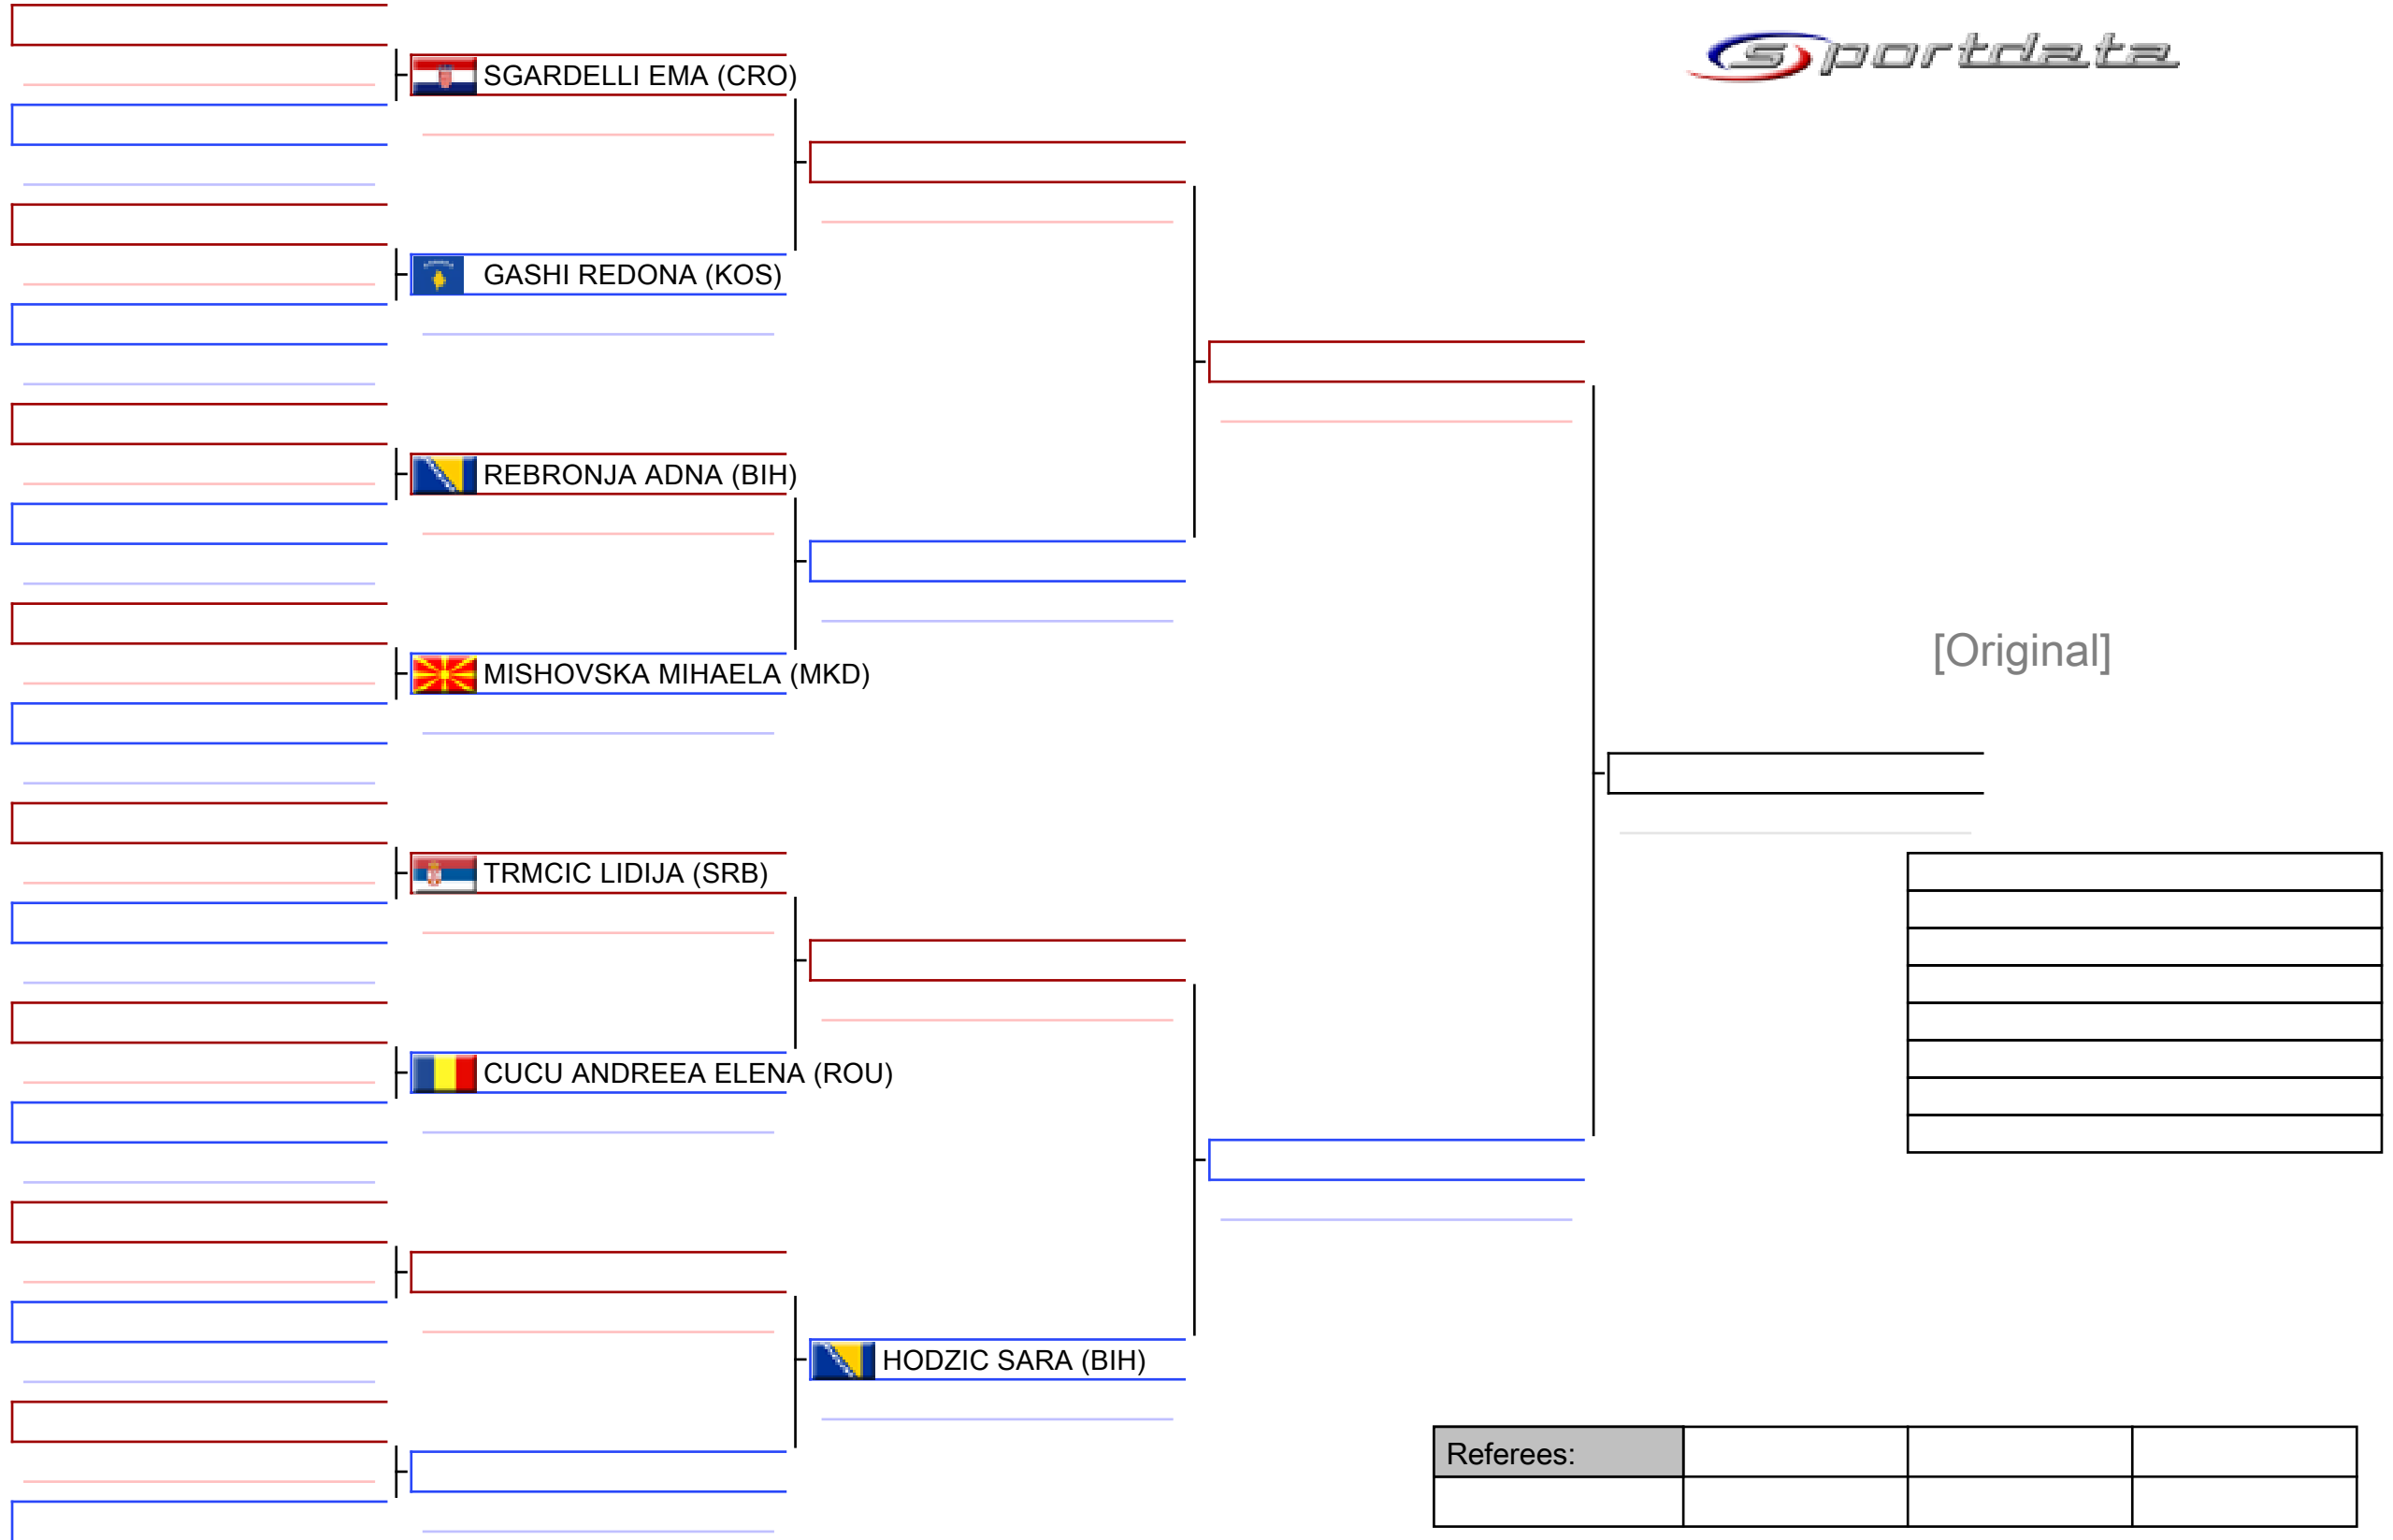 sportdata
SGARDELLI EMA (CRO)
GASHI REDONA (KOS)
REBRONJA ADNA (BIH)
[Original]
MISHOVSKA MIHAELA (MKD)
TRMCIC LIDIJA (SRB)
CUCU ANDREEA ELENA (ROU)
HODZIC SARA (BIH)
Referees: